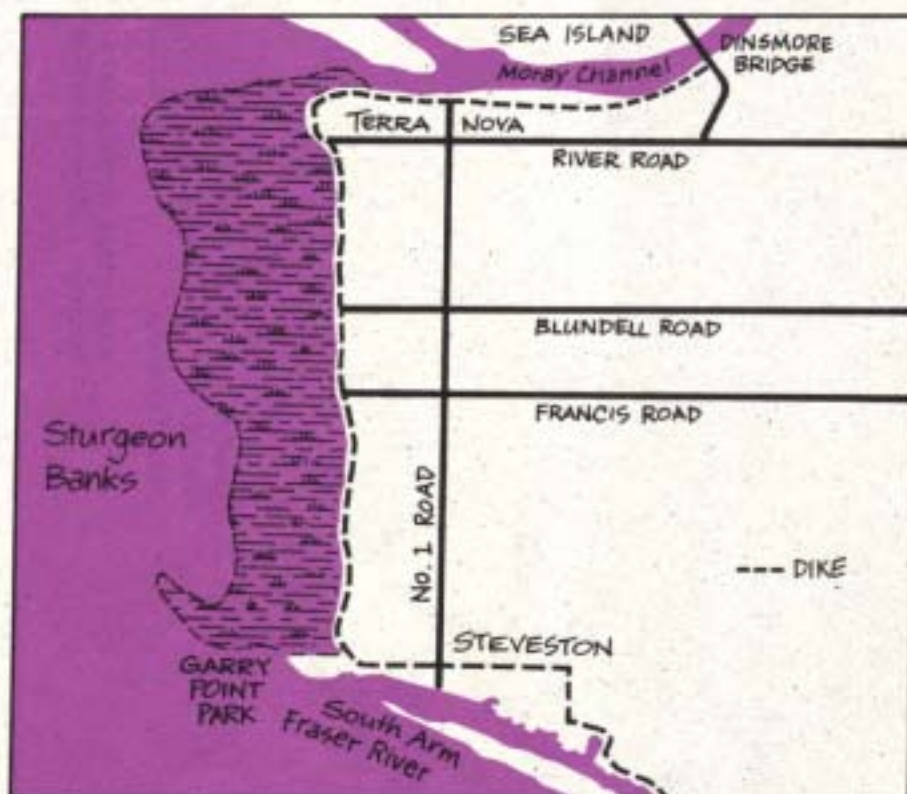 SEA ISLAND
DINSMORE
BRIDGE
Moray Channel
TERRA NOVA
RIVER ROAD
BLUNDELL ROAD
FRANCIS ROAD
Sturgeon
Banks
No. 1 ROAD
DIKE
STEVESTON
GARRY
POINT
PARK
South Arm
Fraser River